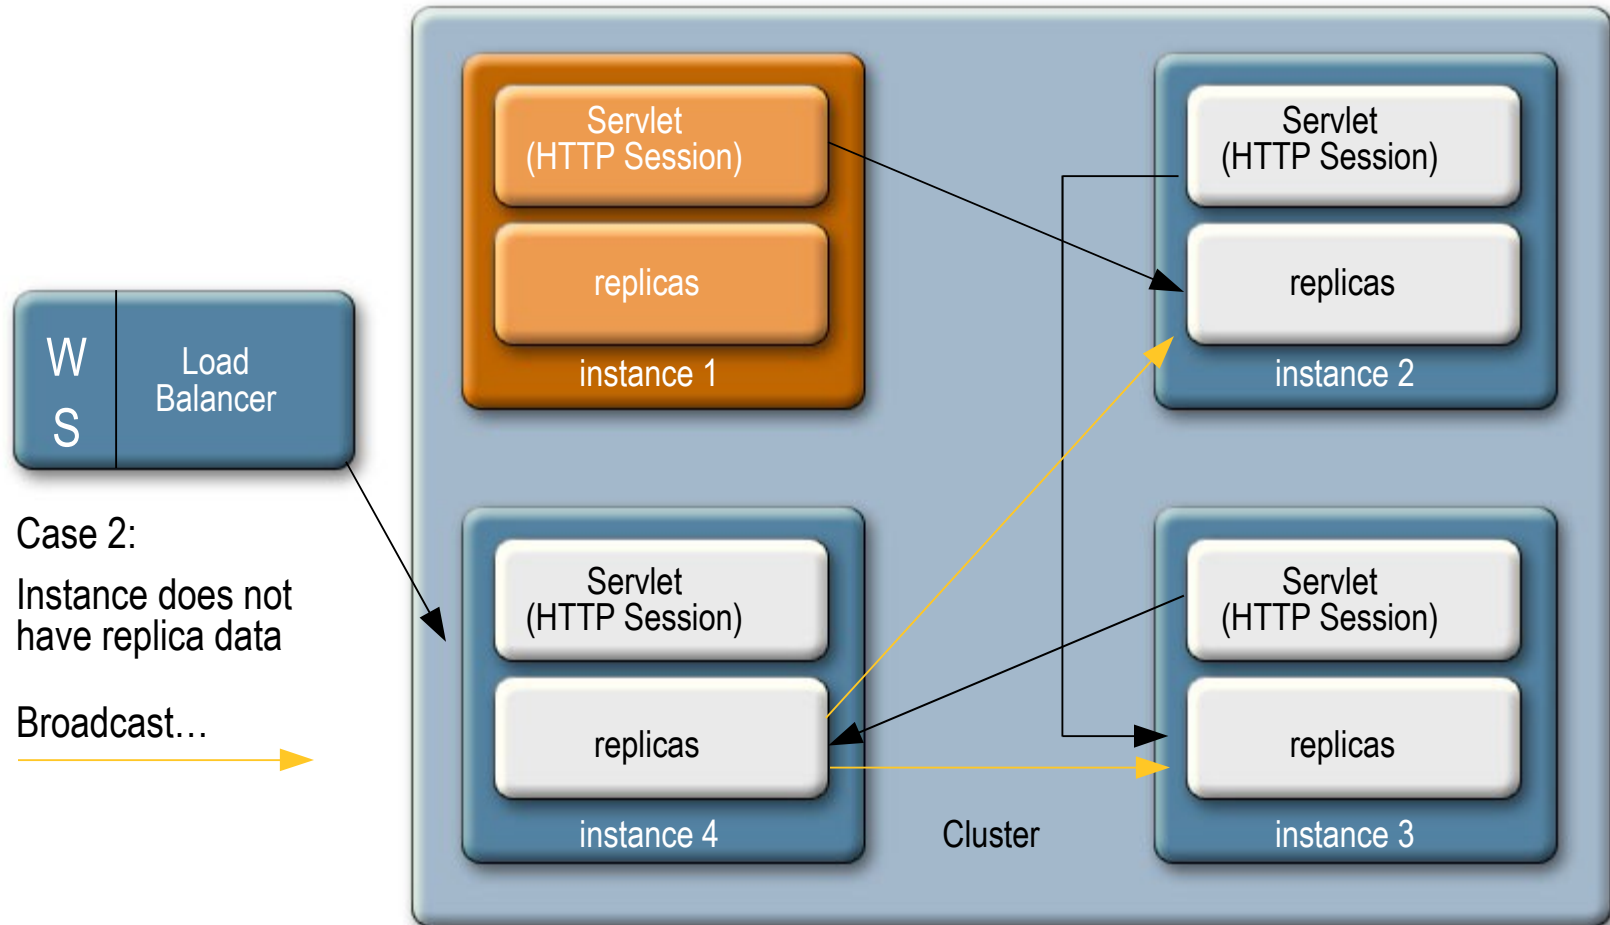 Servlet
(HTTP Session)
replicas
instance 1
Servlet
(HTTP Session)
replicas
instance 2
W
S
Load
Balancer
Case 2:
Instance does not
have replica data
Broadcast…
Servlet
(HTTP Session)
replicas
instance 4
Cluster
Servlet
(HTTP Session)
replicas
instance 3